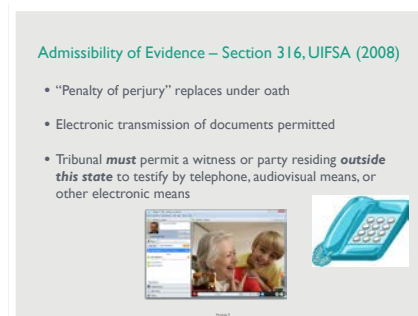 Admissibility of Evidence – Section 316, UIFSA (2008)
• “Penalty of perjury” replaces under oath
• Electronic transmission of documents permitted
• Tribunal must permit a witness or party residing outside
this state to testify by telephone, audiovisual means, or
other electronic means